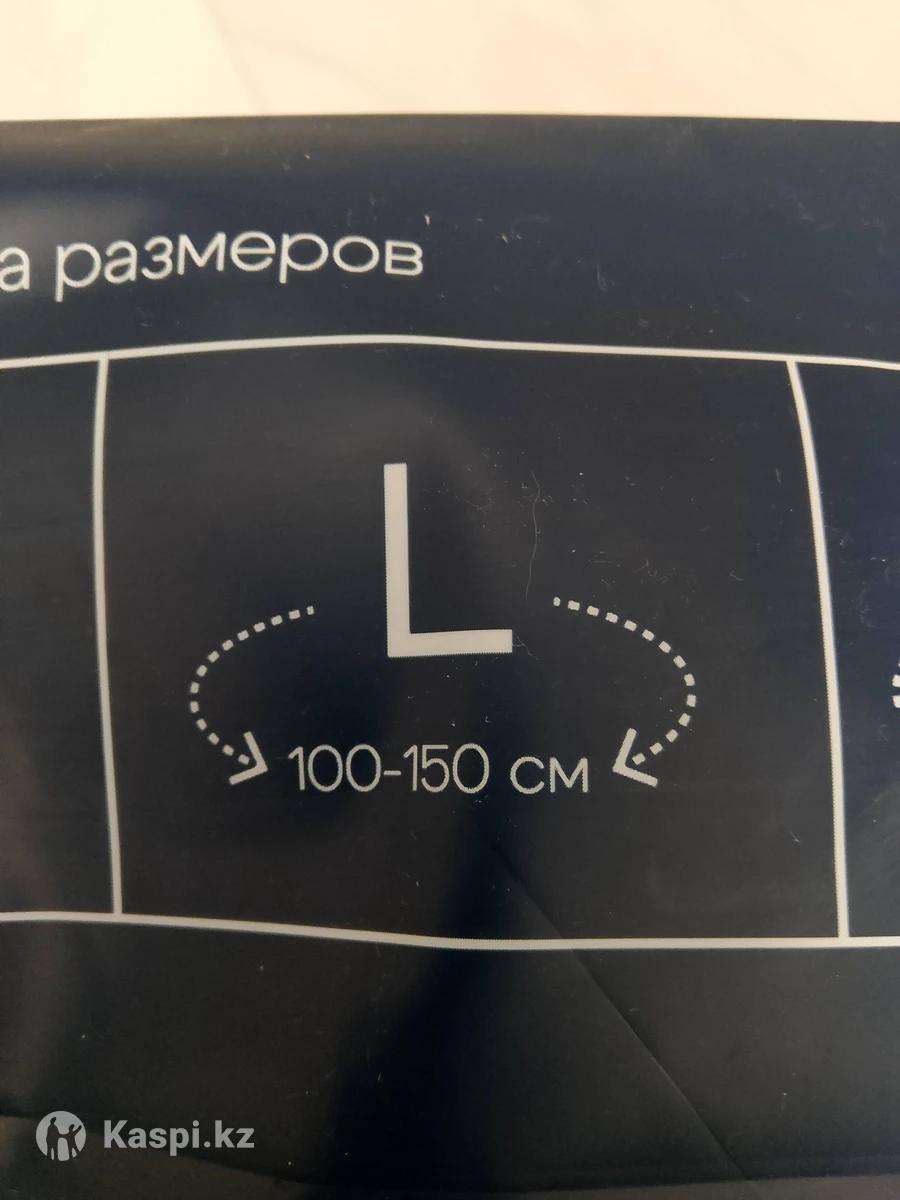 а размеров
L
100-150 см
Kaspi.kz